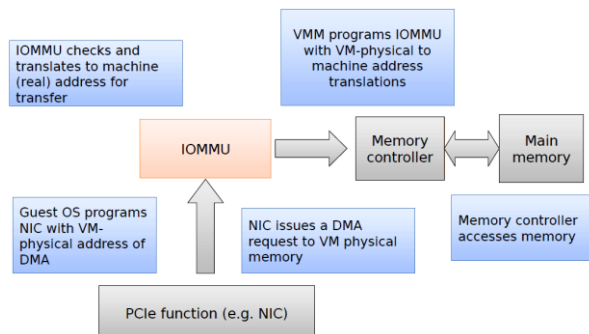 IOMMU checks and
translates to machine
(real) address for
transfer
VMM programs IOMMU
with VM-physical to
machine address
translations
IOMMU
Memory
controller
Main
memory
Guest OS programs
NIC with VM-
physical address of
DMA
NIC issues a DMA
request to VM physical
memory
Memory controller
accesses memory
PCIe function (e.g. NIC)